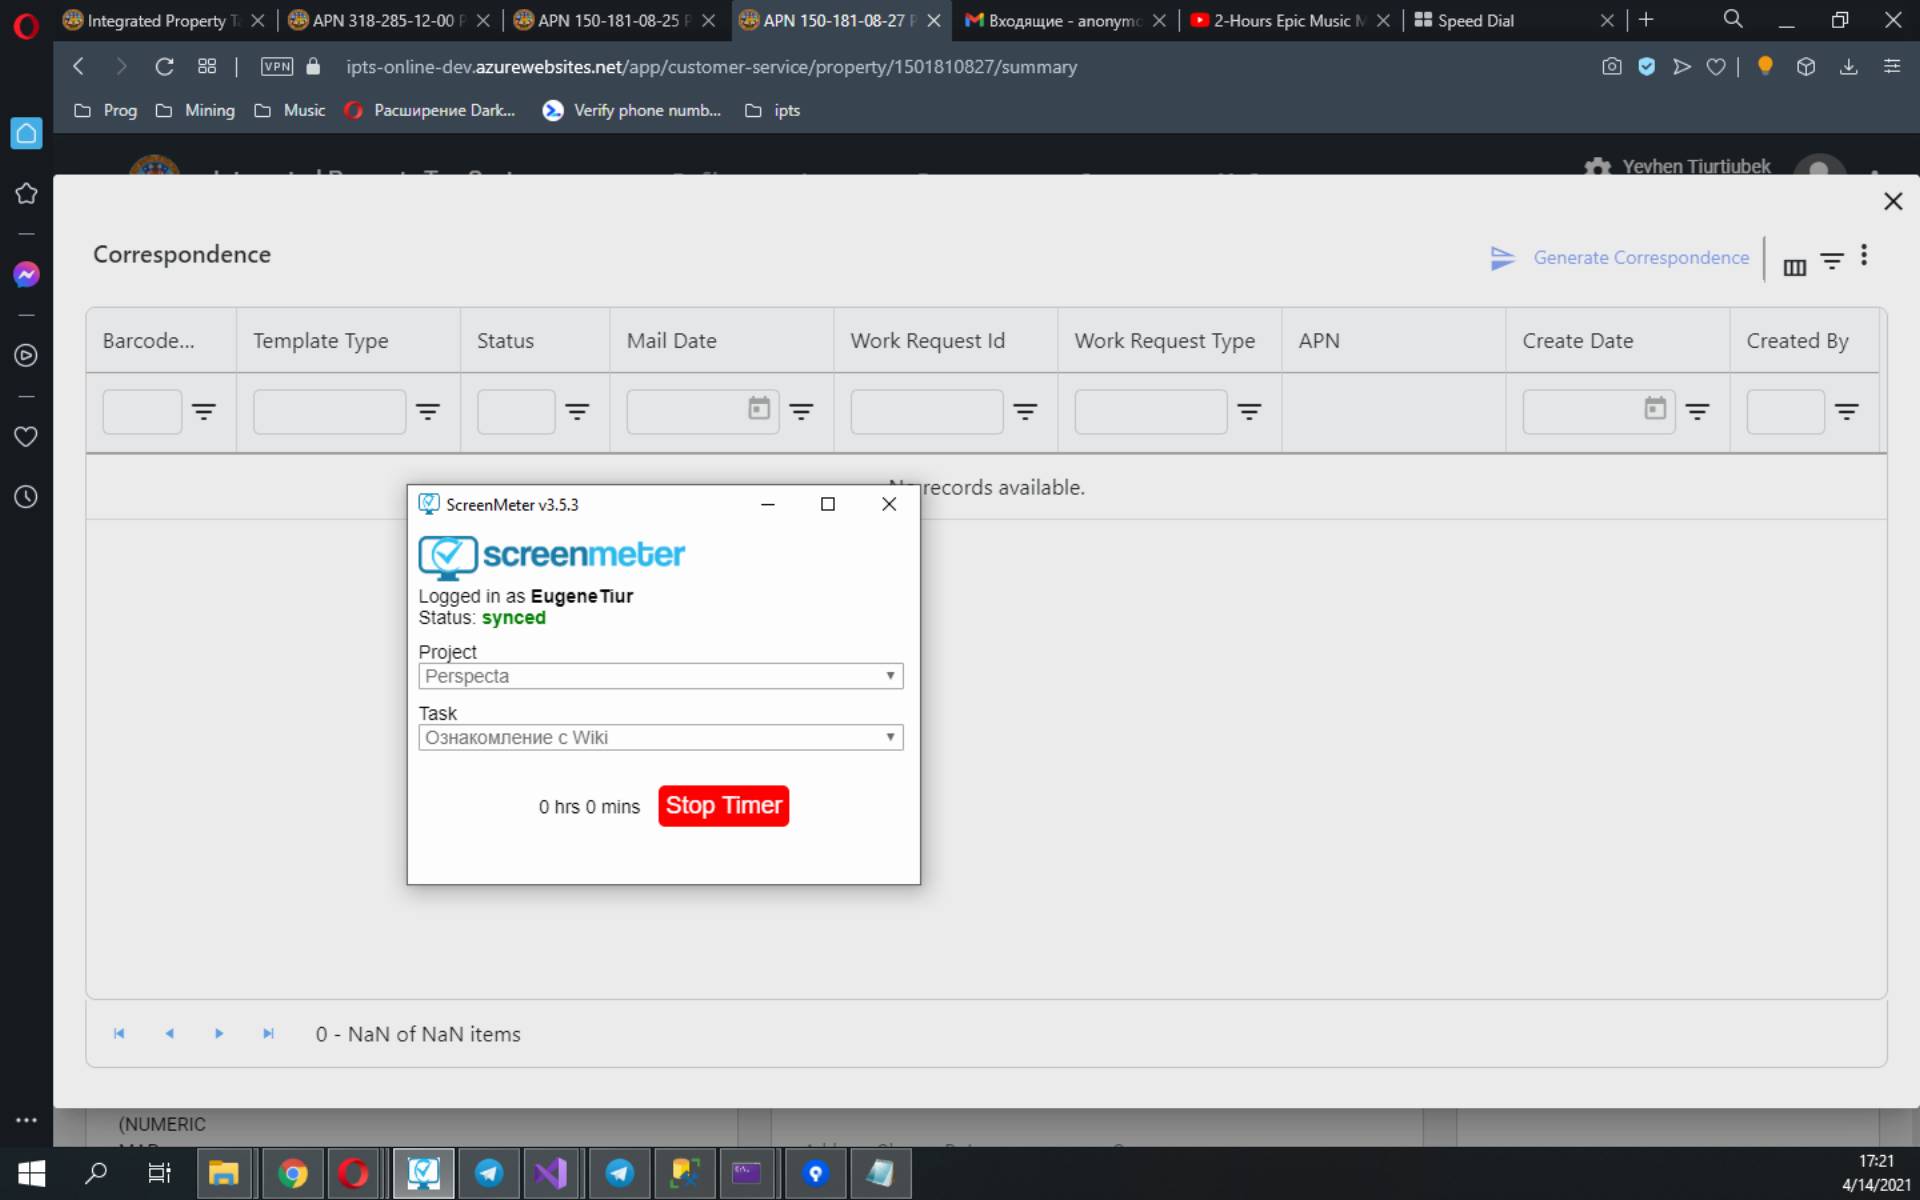 Integrated Property T
APN 318-285-12-00 P
APN 150-181-08-25 P
APN 150-181-08-27 P
Входящие - anonymo
2-Hours Epic Music M
Speed Dial
VPN
ipts-online-dev.azurewebsites.net/app/customer-service/property/1501810827/summary
Prog
Mining
Music
Расширение Dark...
Verify phone numb...
ipts
Yevhen Tiurtiubek
Correspondence
Generate Correspondence
Barcode...
Template Type
Status
Mail Date
Work Request Id
Work Request Type
APN
Create Date
Created By
records available.
ScreenMeter v3.5.3
screenmeter
Logged in as EugeneTiur
Status: synced
Project
Perspecta
Task
Ознакомление с Wiki
0 hrs 0 mins
Stop Timer
0 - NaN of NaN items
(NUMERIC
17:21
4/14/2021